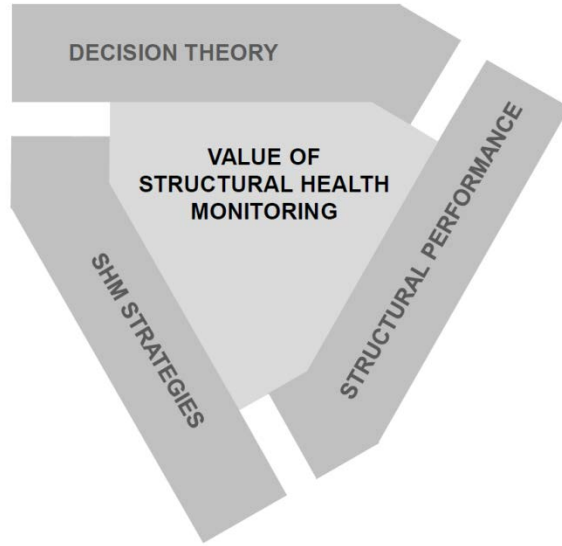 DECISION THEORY
VALUE OF
STRUCTURAL HEALTH
MONITORING
STRUCTURAL PERFORMANCE
SHM STRATEGIES